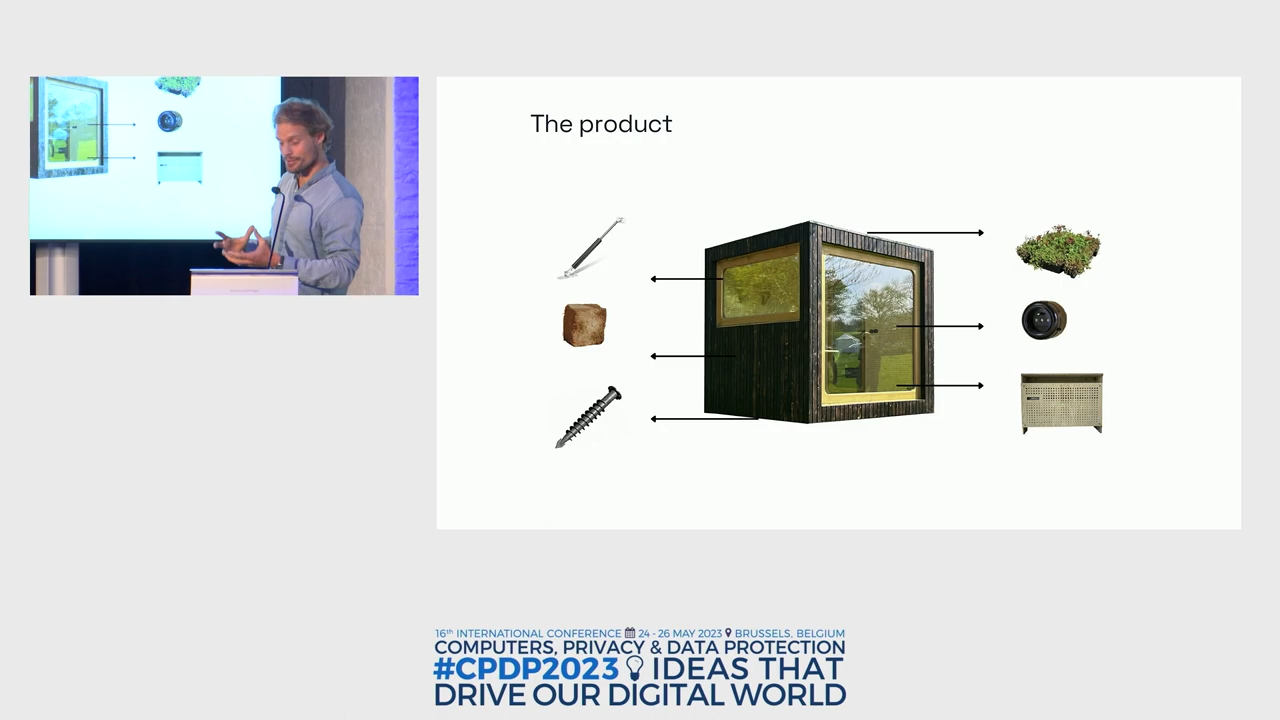 The product
16th INTERNATIONAL CONFERENCE 24 - 26 MAY 2023 BRUSSELS, BELGIUM
COMPUTERS, PRIVACY & DATA PROTECTION
#CPDP2023 IDEAS THAT
DRIVE OUR DIGITAL WORLD